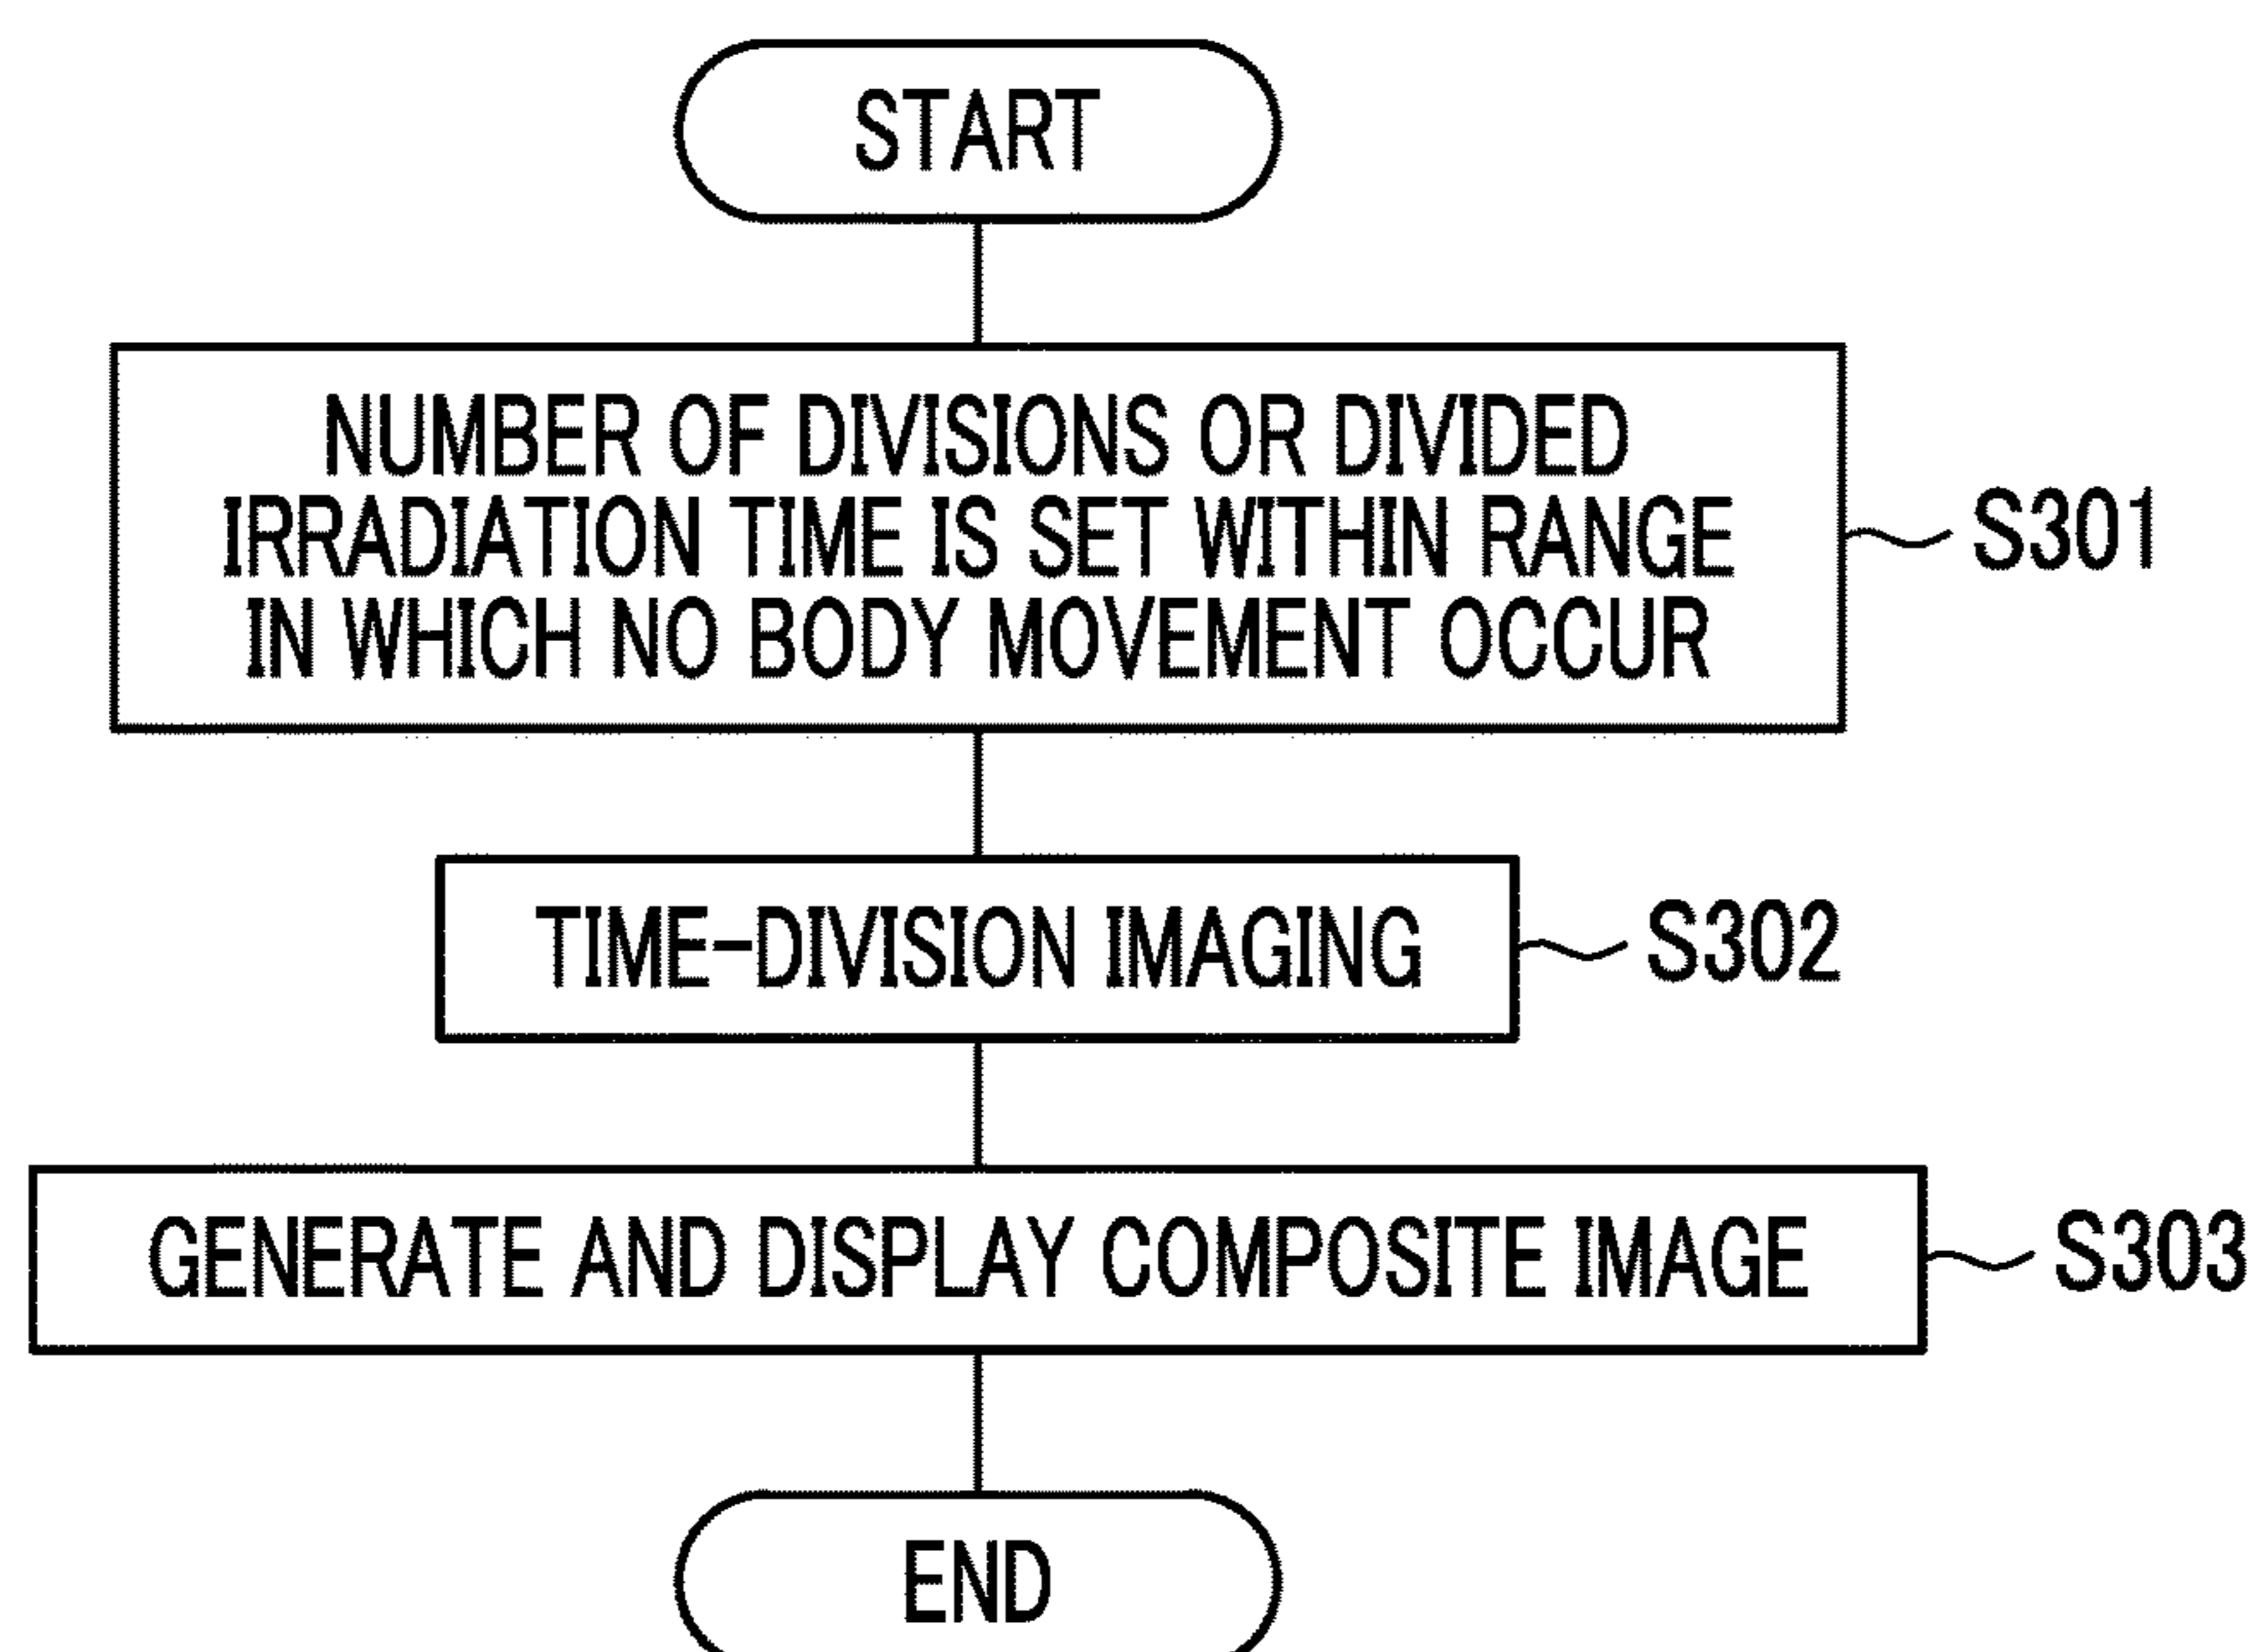 START
NUMBER OF DIVISIONS OR DIVIDED
IRRADIATION TIME IS SET WITHIN RANGE
IN WHICH NO BODY MOVEMENT OCCUR
S301
TIME-DIVISION IMAGING
S302
GENERATE AND DISPLAY COMPOSITE IMAGE
S303
END